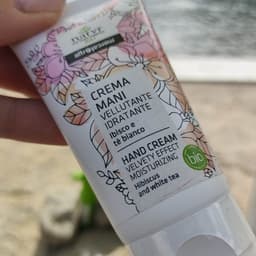 CREMA
MANI
VELLUTANTE
IDRATANTE
Ibisco e
tè bianco
HAND CREAM
VELVETY EFFECT
MOISTURIZING
Hibiscus
and white tea
bio